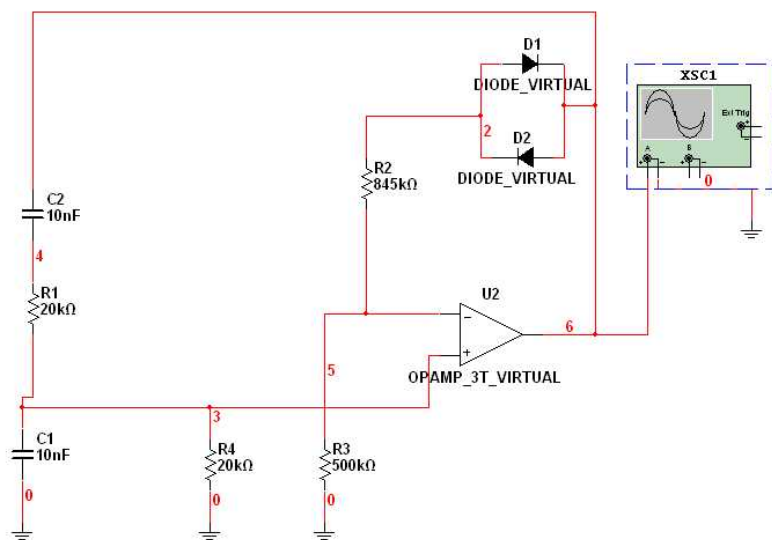 D1
DIODE_VIRTUAL
XSC1
Ext Trig
+
-
A
B
+ - + -
0
2
D2
DIODE_VIRTUAL
R2
845kΩ
C2
10nF
4
R1
20kΩ
U2
6
5
OPAMP_3T_VIRTUAL
3
C1
10nF
R4
20kΩ
R3
500kΩ
0
0
0